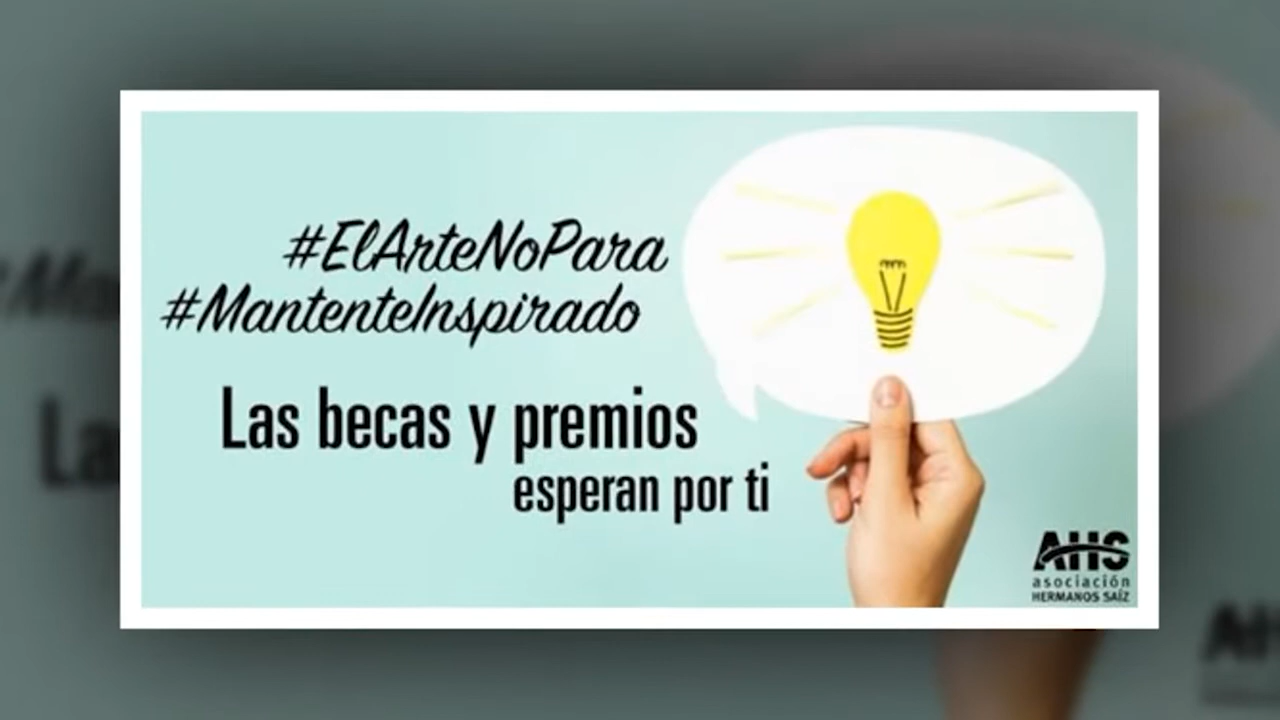 #ElArteNoPara
#MantenteInspirado
Las becas y premios
esperan por ti
AHS
asociación
HERMANOS SAÍZ